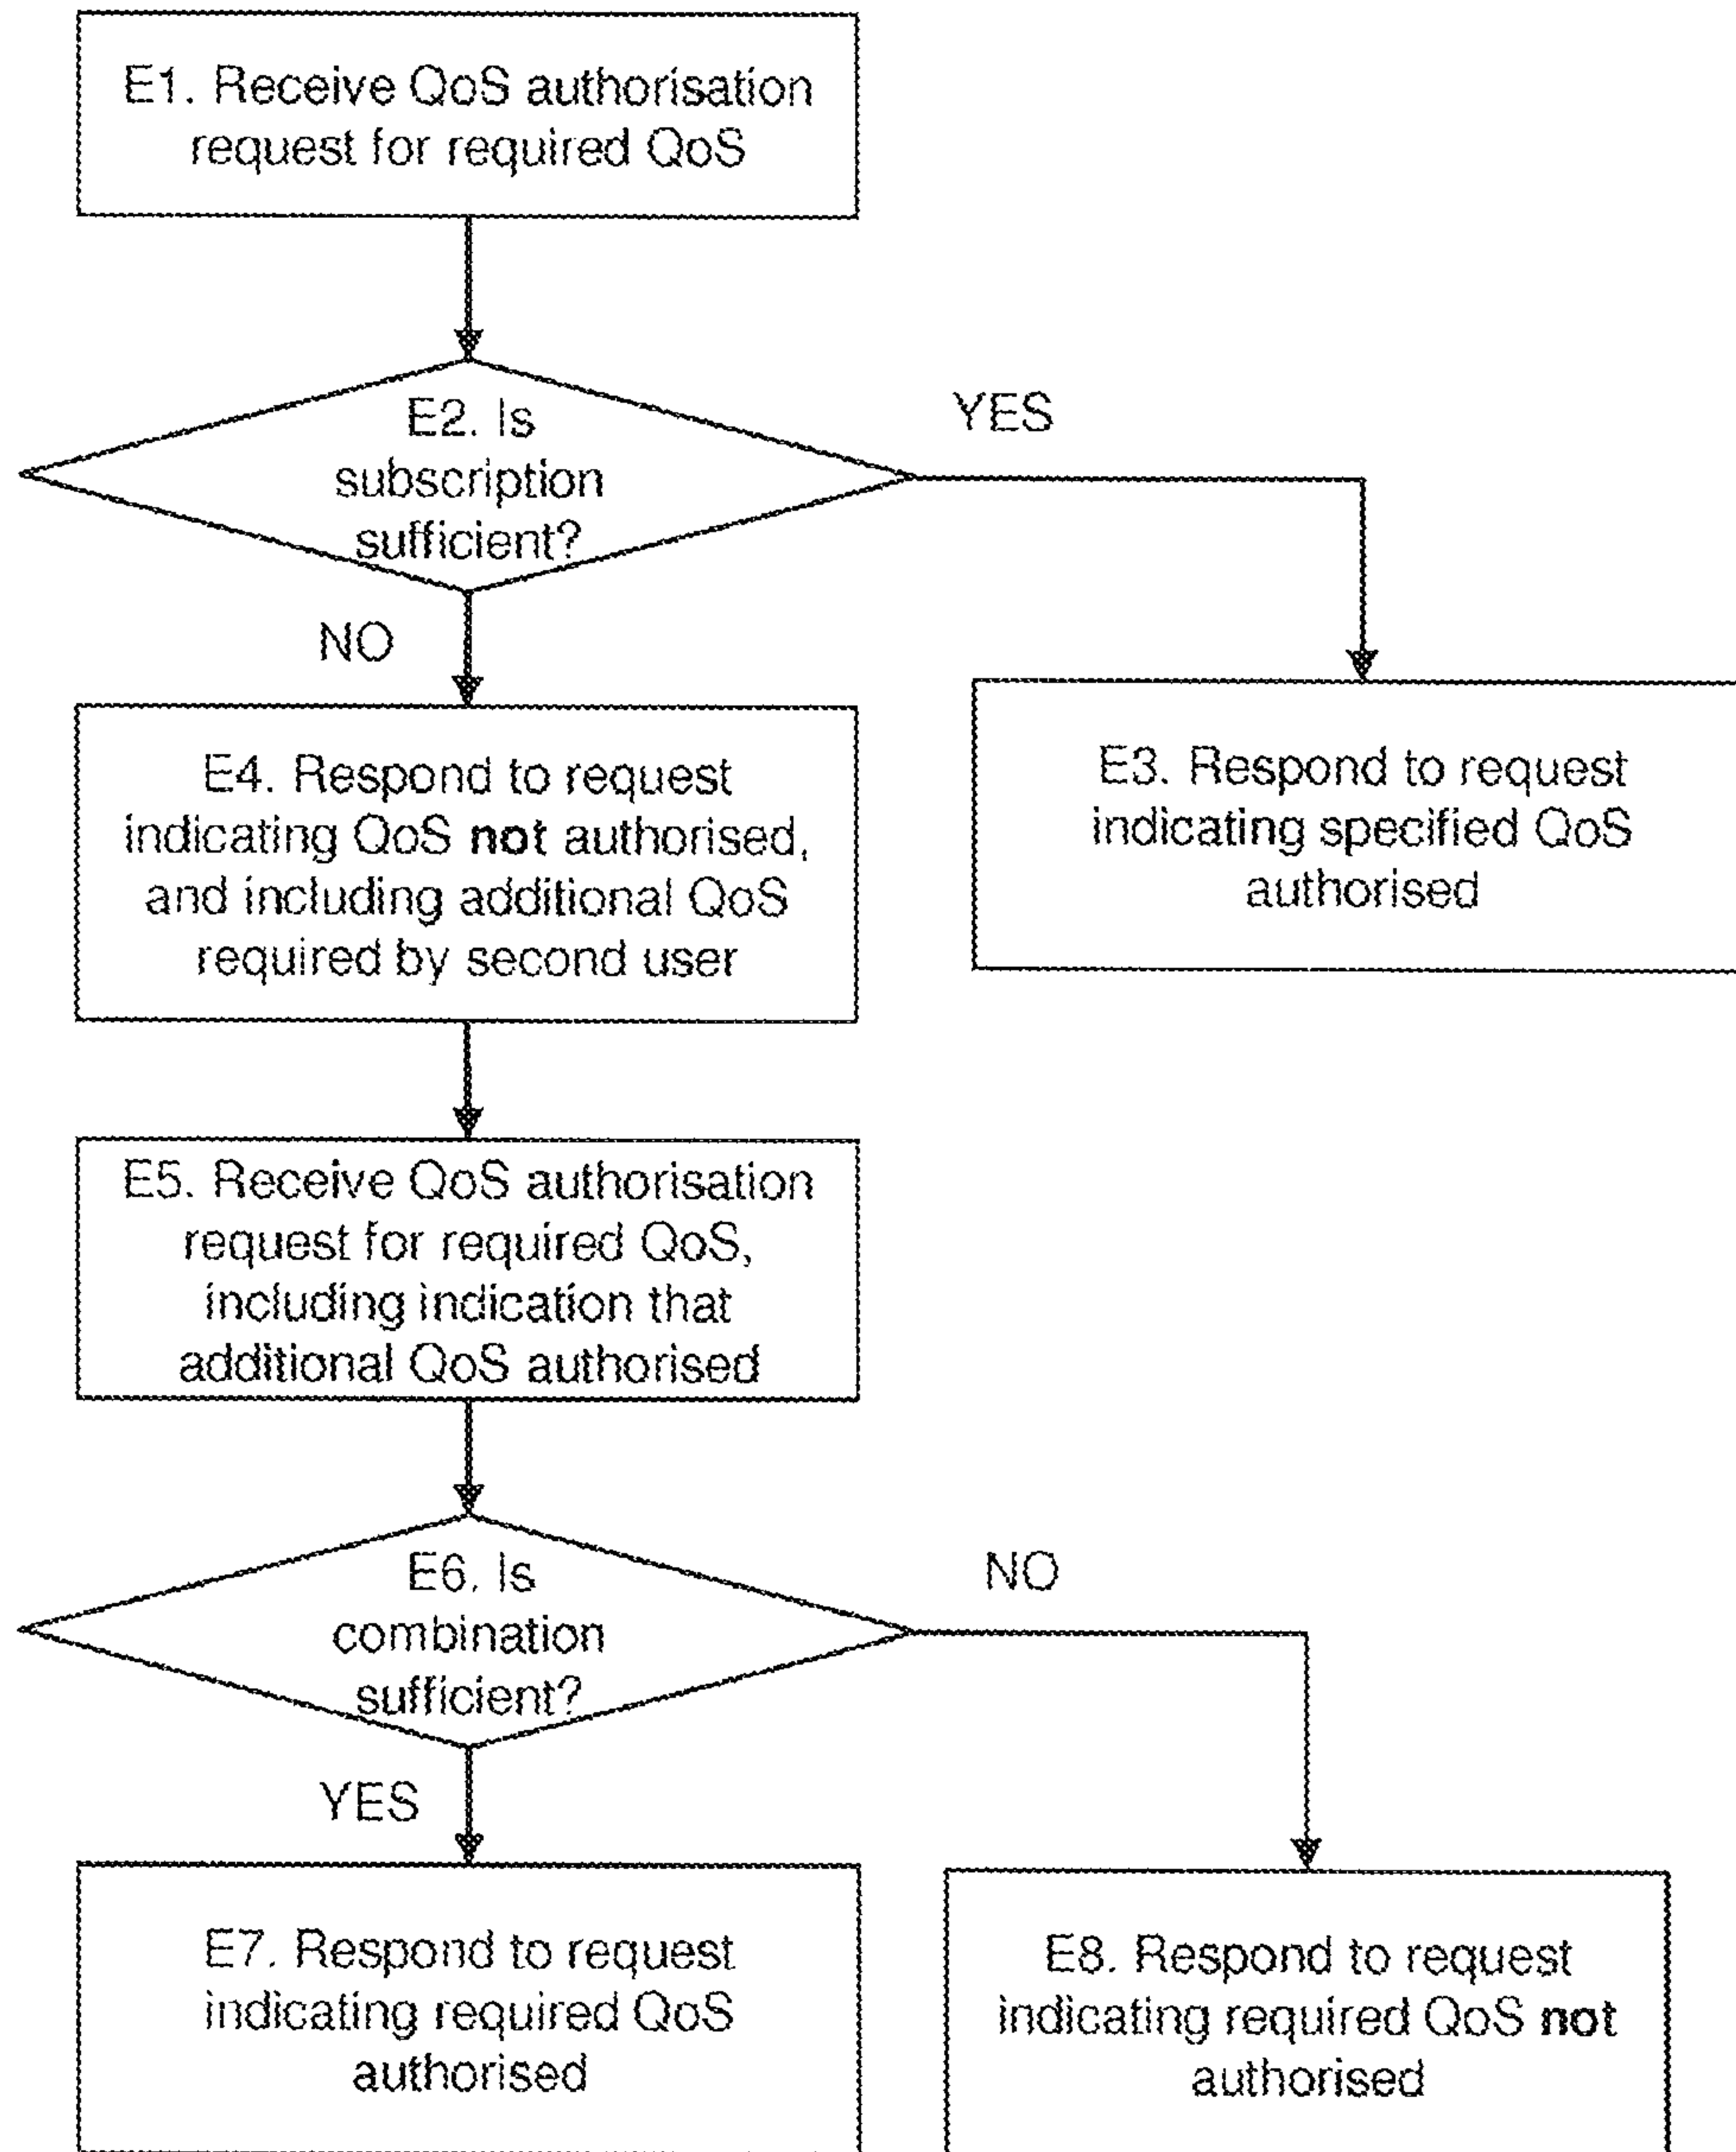 E1. Receive QoS authorisation
request for required QoS
E2. Is
subscription
sufficient?
YES
NO
E4. Respond to request
indicating QoS not authorised,
and including additional QoS
required by second user
E3. Respond to request
indicating specified QoS
authorised
E5. Receive QoS authorisation
request for required QoS,
including indication that
additional QoS authorised
E6. Is
combination
sufficient?
NO
YES
E7. Respond to request
indicating required QoS
authorised
E8. Respond to request
indicating required QoS not
authorised